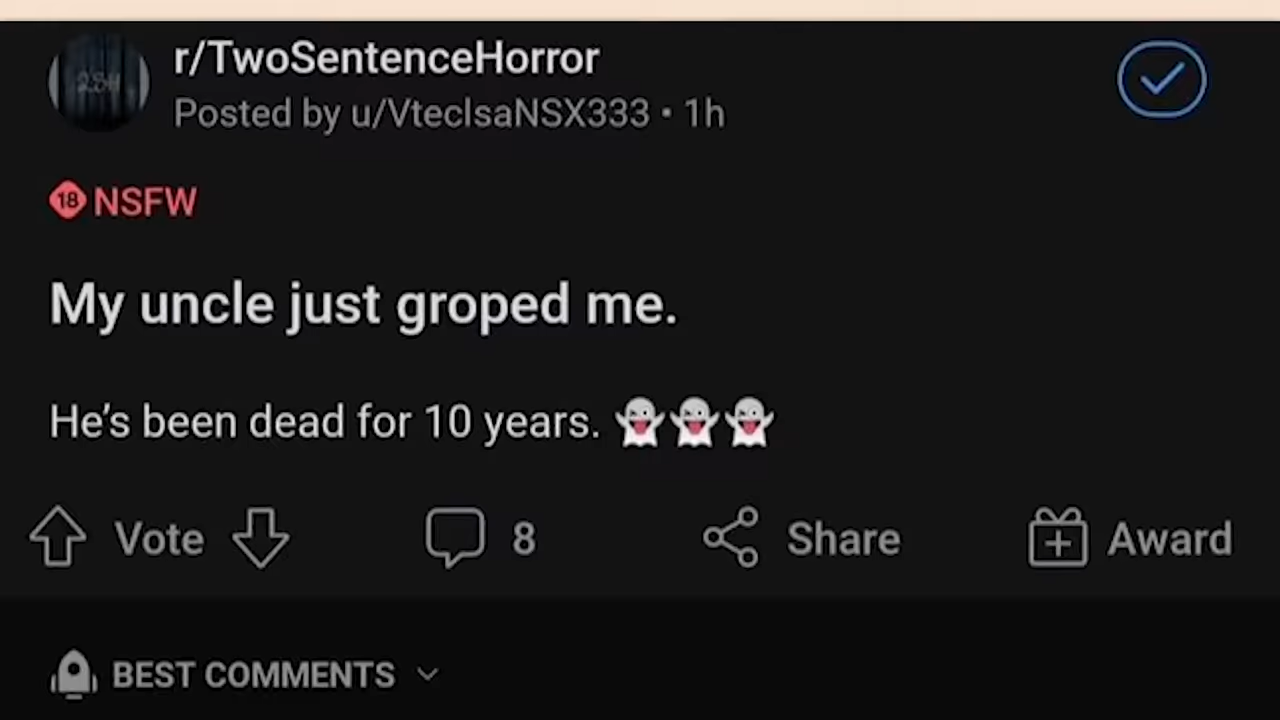 r/TwoSentenceHorror
Posted by u/VtecIsaNSX333 • 1h
18 NSFW
My uncle just groped me.
He's been dead for 10 years. 👻👻👻
Vote 8 Share Award
BEST COMMENTS